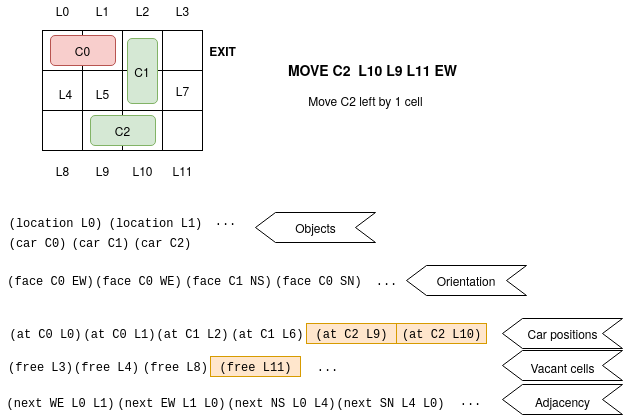 L0 L1 L2 L3
C0
EXIT
C1
MOVE C2 L10 L9 L11 EW
L4 L5 L7
Move C2 left by 1 cell
C2
L8 L9 L10 L11
(location L0) (location L1) ...
(car C0) (car C1) (car C2)
Objects
(face C0 EW) (face C0 WE) (face C1 NS) (face C0 SN) ...
Orientation
(at C0 L0) (at C0 L1) (at C1 L2) (at C1 L6) (at C2 L9) (at C2 L10)
Car positions
(free L3) (free L4) (free L8) (free L11) ...
Vacant cells
(next WE L0 L1) (next EW L1 L0) (next NS L0 L4) (next SN L4 L0) ...
Adjacency